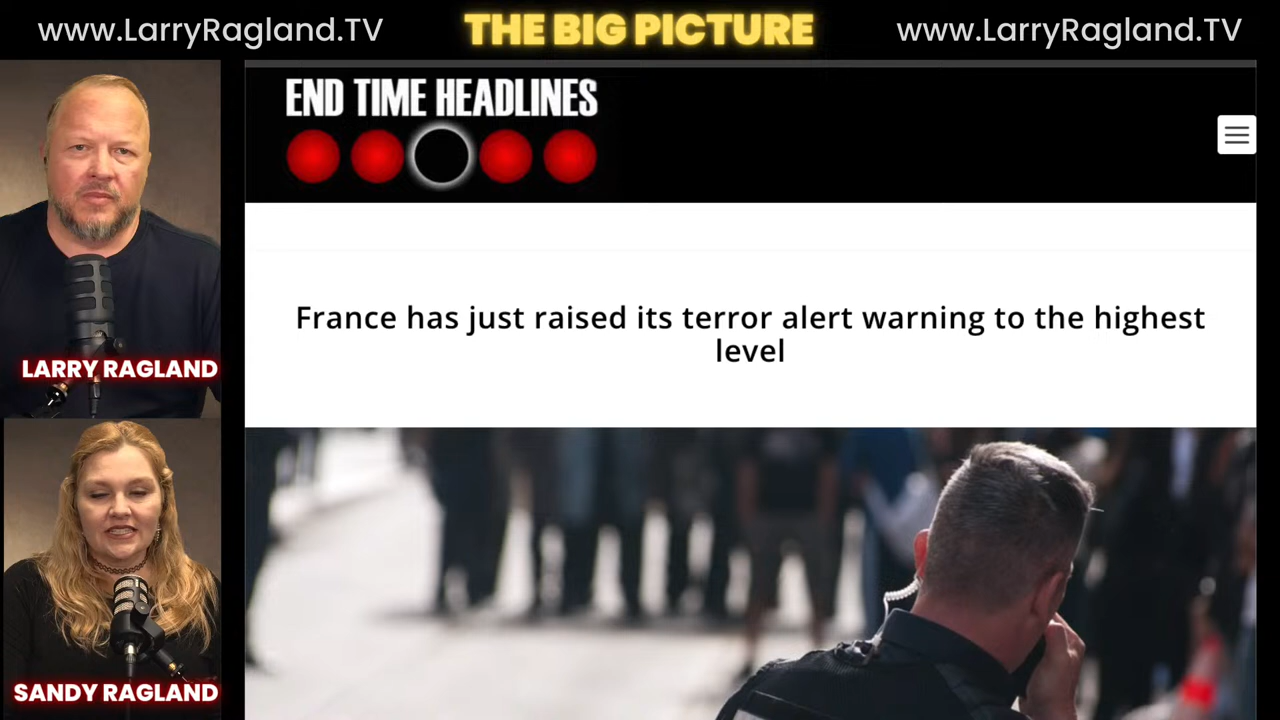 www.LarryRagland.TV
THE BIG PICTURE
www.LarryRagland.TV
END TIME HEADLINES
France has just raised its terror alert warning to the highest
level
LARRY RAGLAND
SANDY RAGLAND